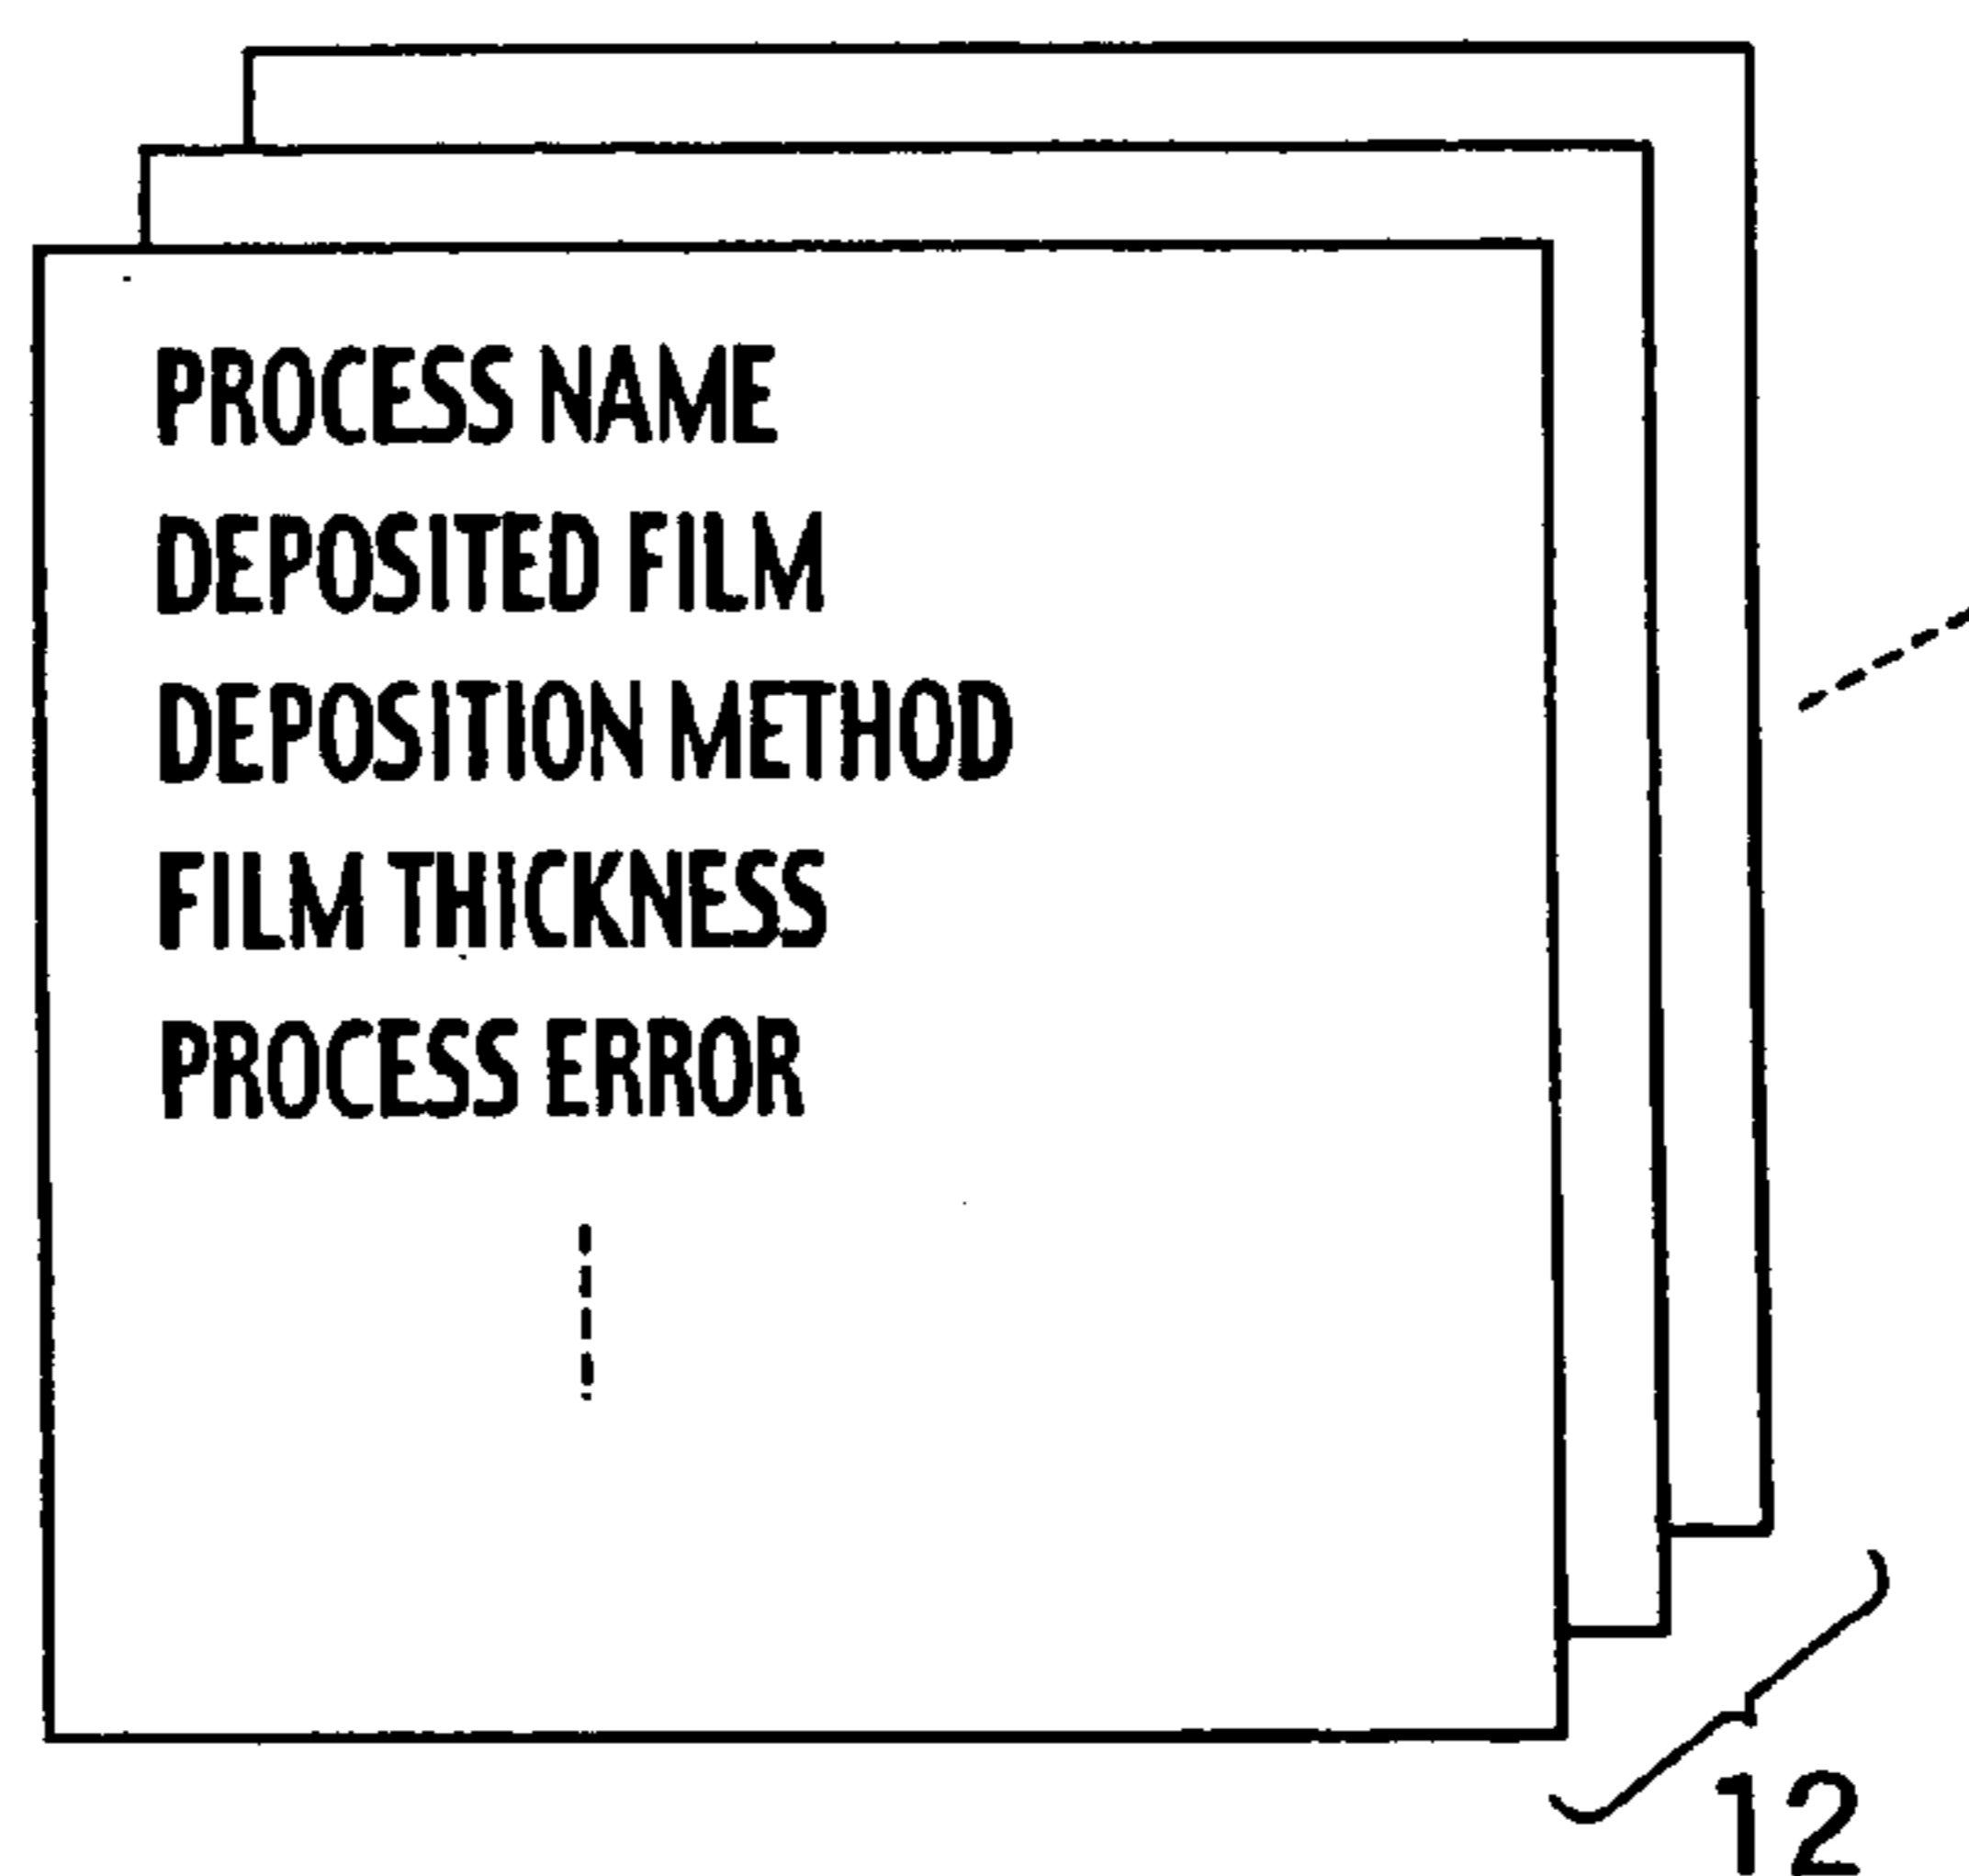 PROCESS NAME
DEPOSITED FILM
DEPOSITION METHOD
FILM THICKNESS
PROCESS ERROR
12